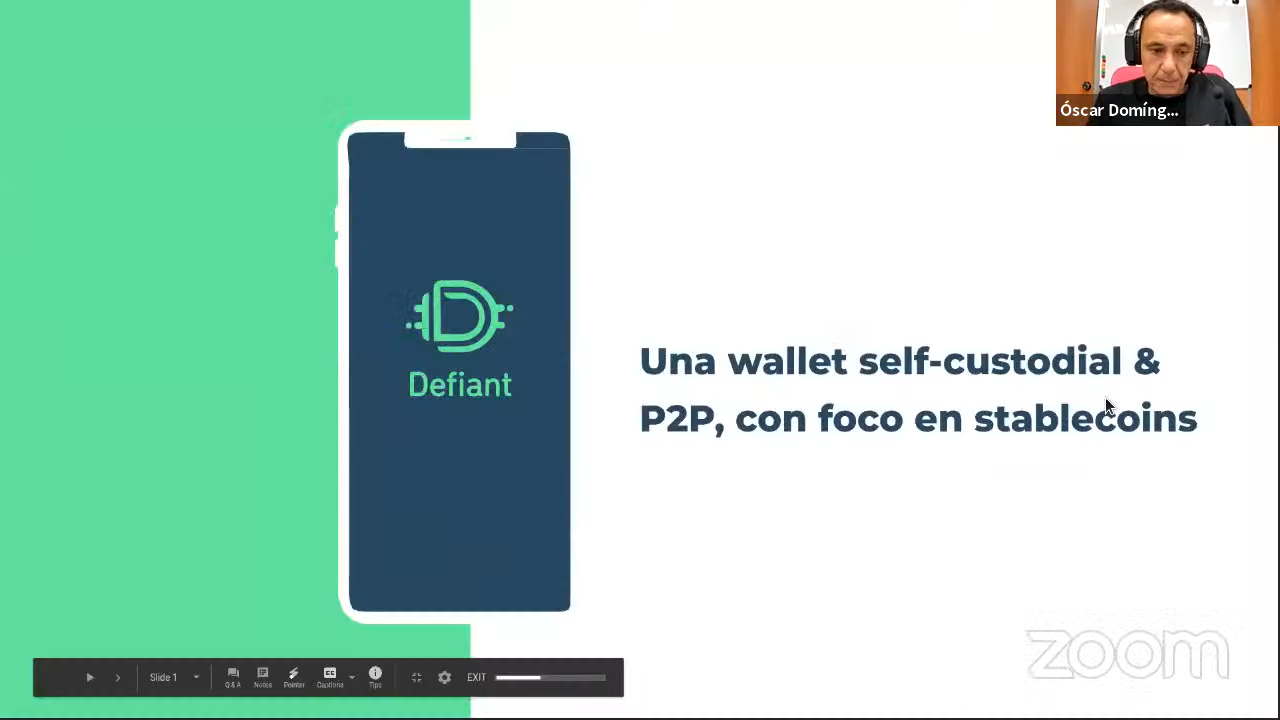 Óscar Domíng...
Defiant
Una wallet self-custodial &
P2P, con foco en stablecoins
zoom
Slide 1
Q & A
Notes
Pointer
CC
Captions
Tips
EXIT